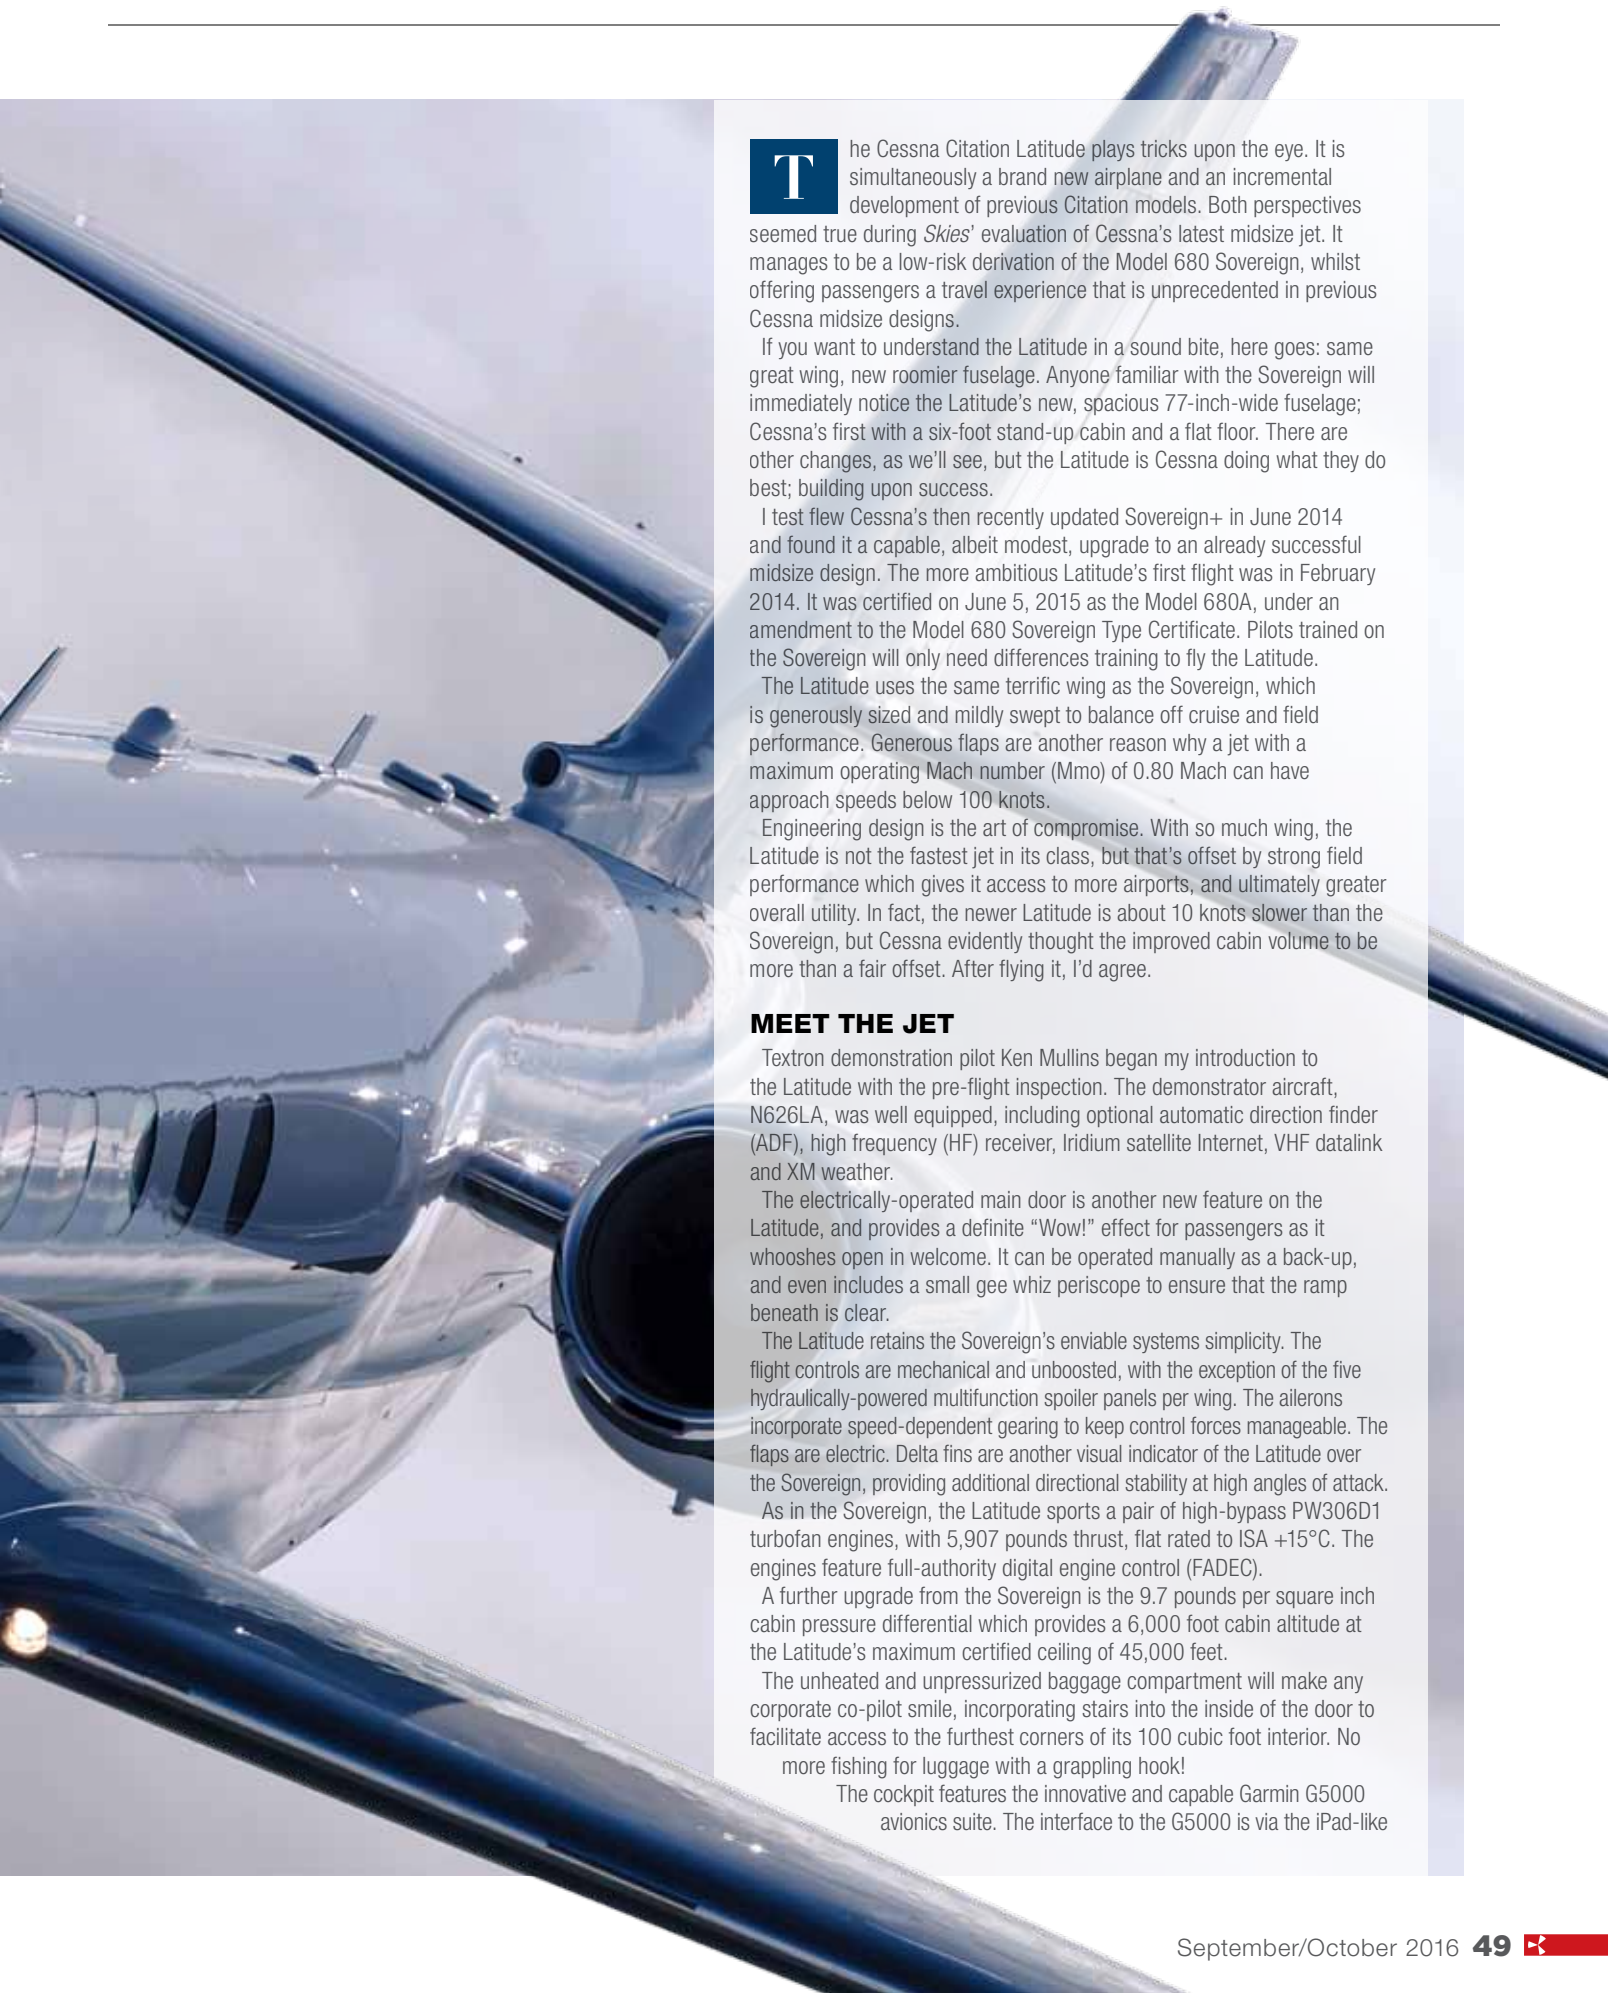 The Cessna Citation Latitude plays tricks upon the eye. It is
simultaneously a brand new airplane and an incremental
development of previous Citation models. Both perspectives
seemed true during Skies' evaluation of Cessna's latest midsize jet. It
manages to be a low-risk derivation of the Model 680 Sovereign, whilst
offering passengers a travel experience that is unprecedented in previous
Cessna midsize designs.
If you want to understand the Latitude in a sound bite, here goes: same
great wing, new roomier fuselage. Anyone familiar with the Sovereign will
immediately notice the Latitude's new, spacious 77-inch-wide fuselage;
Cessna's first with a six-foot stand-up cabin and a flat floor. There are
other changes, as we'll see, but the Latitude is Cessna doing what they do
best; building upon success.
I test flew Cessna's then recently updated Sovereign+ in June 2014
and found it a capable, albeit modest, upgrade to an already successful
midsize design. The more ambitious Latitude's first flight was in February
2014. It was certified on June 5, 2015 as the Model 680A, under an
amendment to the Model 680 Sovereign Type Certificate. Pilots trained on
the Sovereign will only need differences training to fly the Latitude.
The Latitude uses the same terrific wing as the Sovereign, which
is generously sized and mildly swept to balance off cruise and field
performance. Generous flaps are another reason why a jet with a
maximum operating Mach number (Mmo) of 0.80 Mach can have
approach speeds below 100 knots.
Engineering design is the art of compromise. With so much wing, the
Latitude is not the fastest jet in its class, but that's offset by strong field
performance which gives it access to more airports, and ultimately greater
overall utility. In fact, the newer Latitude is about 10 knots slower than the
Sovereign, but Cessna evidently thought the improved cabin volume to be
more than a fair offset. After flying it, I'd agree.
MEET THE JET
Textron demonstration pilot Ken Mullins began my introduction to
the Latitude with the pre-flight inspection. The demonstrator aircraft,
N626LA, was well equipped, including optional automatic direction finder
(ADF), high frequency (HF) receiver, Iridium satellite Internet, VHF datalink
and XM weather.
The electrically-operated main door is another new feature on the
Latitude, and provides a definite “Wow!” effect for passengers as it
whooshes open in welcome. It can be operated manually as a back-up,
and even includes a small gee whiz periscope to ensure that the ramp
beneath is clear.
The Latitude retains the Sovereign's enviable systems simplicity. The
flight controls are mechanical and unboosted, with the exception of the five
hydraulically-powered multifunction spoiler panels per wing. The ailerons
incorporate speed-dependent gearing to keep control forces manageable. The
flaps are electric. Delta fins are another visual indicator of the Latitude over
the Sovereign, providing additional directional stability at high angles of attack.
As in the Sovereign, the Latitude sports a pair of high-bypass PW306D1
turbofan engines, with 5,907 pounds thrust, flat rated to ISA +15°C. The
engines feature full-authority digital engine control (FADEC).
A further upgrade from the Sovereign is the 9.7 pounds per square inch
cabin pressure differential which provides a 6,000 foot cabin altitude at
the Latitude's maximum certified ceiling of 45,000 feet.
The unheated and unpressurized baggage compartment will make any
corporate co-pilot smile, incorporating stairs into the inside of the door to
facilitate access to the furthest corners of its 100 cubic foot interior. No
more fishing for luggage with a grappling hook!
The cockpit features the innovative and capable Garmin G5000
avionics suite. The interface to the G5000 is via the iPad-like
September/October 2016 49